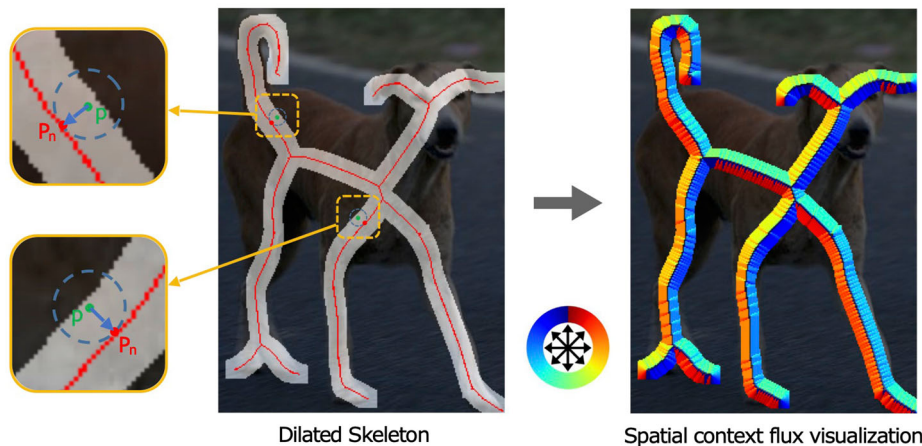 p
Pₙ
p
Pₙ
Dilated Skeleton
Spatial context flux visualization